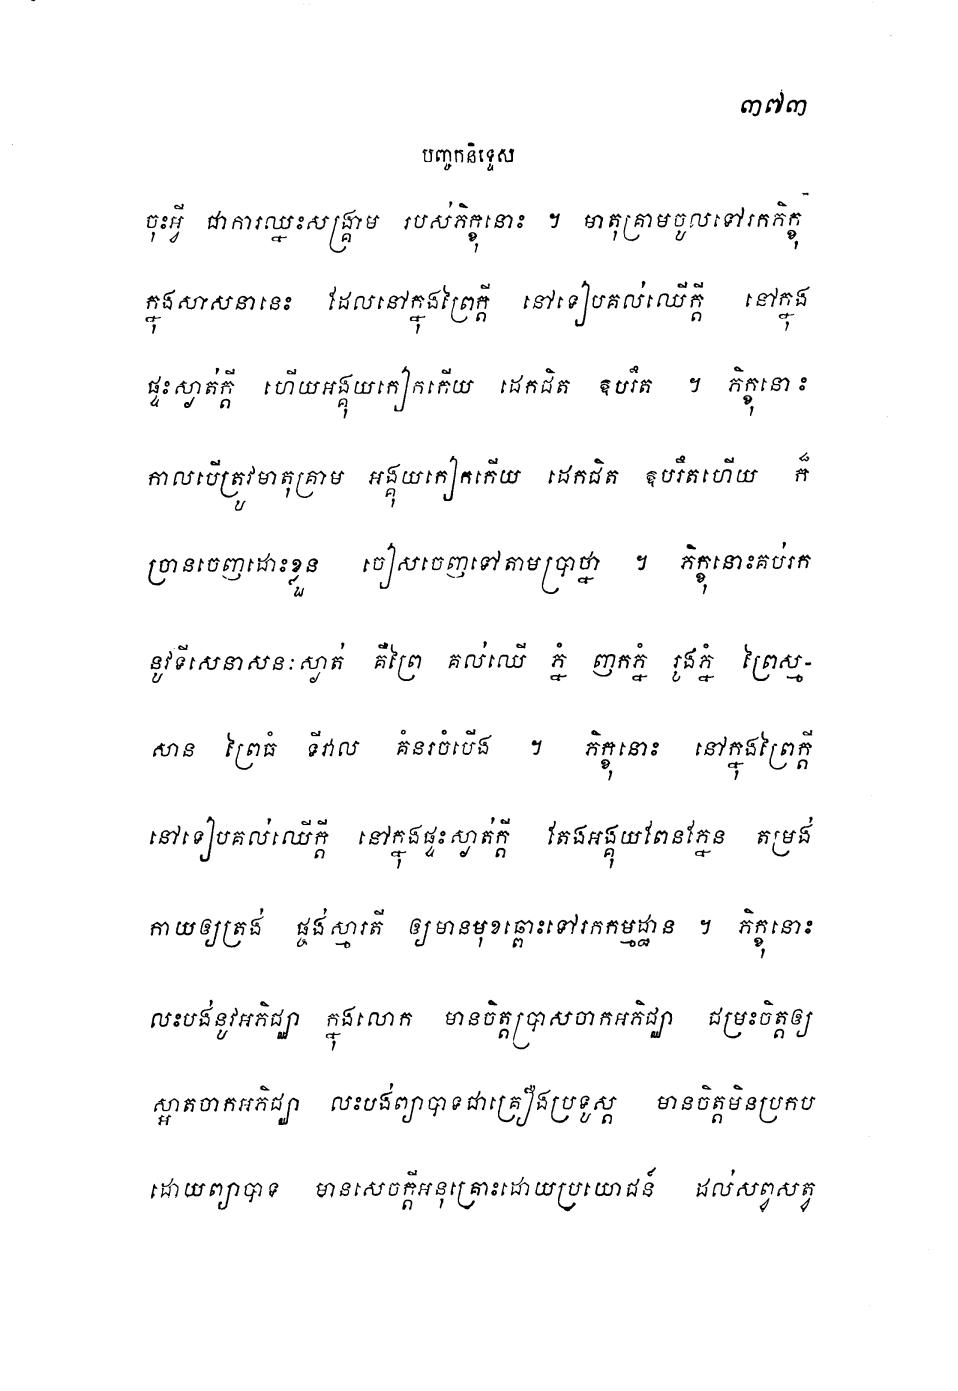 ៣៧៣
បញ្ចកនិទ្ទេស
ចុះអ្វី ជាការឈ្នះសង្គ្រាម របស់ភិក្ខុនោះ ។ មាតុគ្រាមចូលទៅរកភិក្ខុ
ក្នុងសាសនានេះ ដែលនៅក្នុងព្រៃក្តី នៅទៀបគល់ឈើក្តី នៅក្នុង
ផ្ទះស្ងាត់ក្តី ហើយអង្គុយកៀកកើយ ដេកជិត ឱបរឹត ។ ភិក្ខុនោះ
កាលបើត្រូវមាតុគ្រាម អង្គុយកៀកកើយ ដេកជិត ឱបរឹតហើយ ក៏
ប្រានចេញដោះខ្លួន ចៀសចេញទៅតាមប្រាថ្នា ។ ភិក្ខុនោះគប់រក
នូវទីសេនាសនៈស្ងាត់ គឺព្រៃ គល់ឈើ ភ្នំ ញកភ្នំ រូងភ្នំ ព្រៃស្ម-
សាន ព្រៃធំ ទីវាល គំនរចំបើង ។ ភិក្ខុនោះ នៅក្នុងព្រៃក្តី
នៅទៀបគល់ឈើក្តី នៅក្នុងផ្ទះស្ងាត់ក្តី តែងអង្គុយពែនភ្នែន តម្រង់
កាយឲ្យត្រង់ ផ្ចង់ស្មារតី ឲ្យមានមុខឆ្ពោះទៅរកកម្មដ្ឋាន ។ ភិក្ខុនោះ
លះបង់នូវអភិជ្ឈា ក្នុងលោក មានចិត្តប្រាសចាកអភិជ្ឈា ជម្រះចិត្តឲ្យ
ស្អាតចាកអភិជ្ឈា លះបង់ព្យាបាទជាគ្រឿងប្រទូស្ត មានចិត្តមិនប្រកប
ដោយព្យាបាទ មានសេចក្តីអនុគ្រោះដោយប្រយោជន៍ ដល់សព្វសត្វ